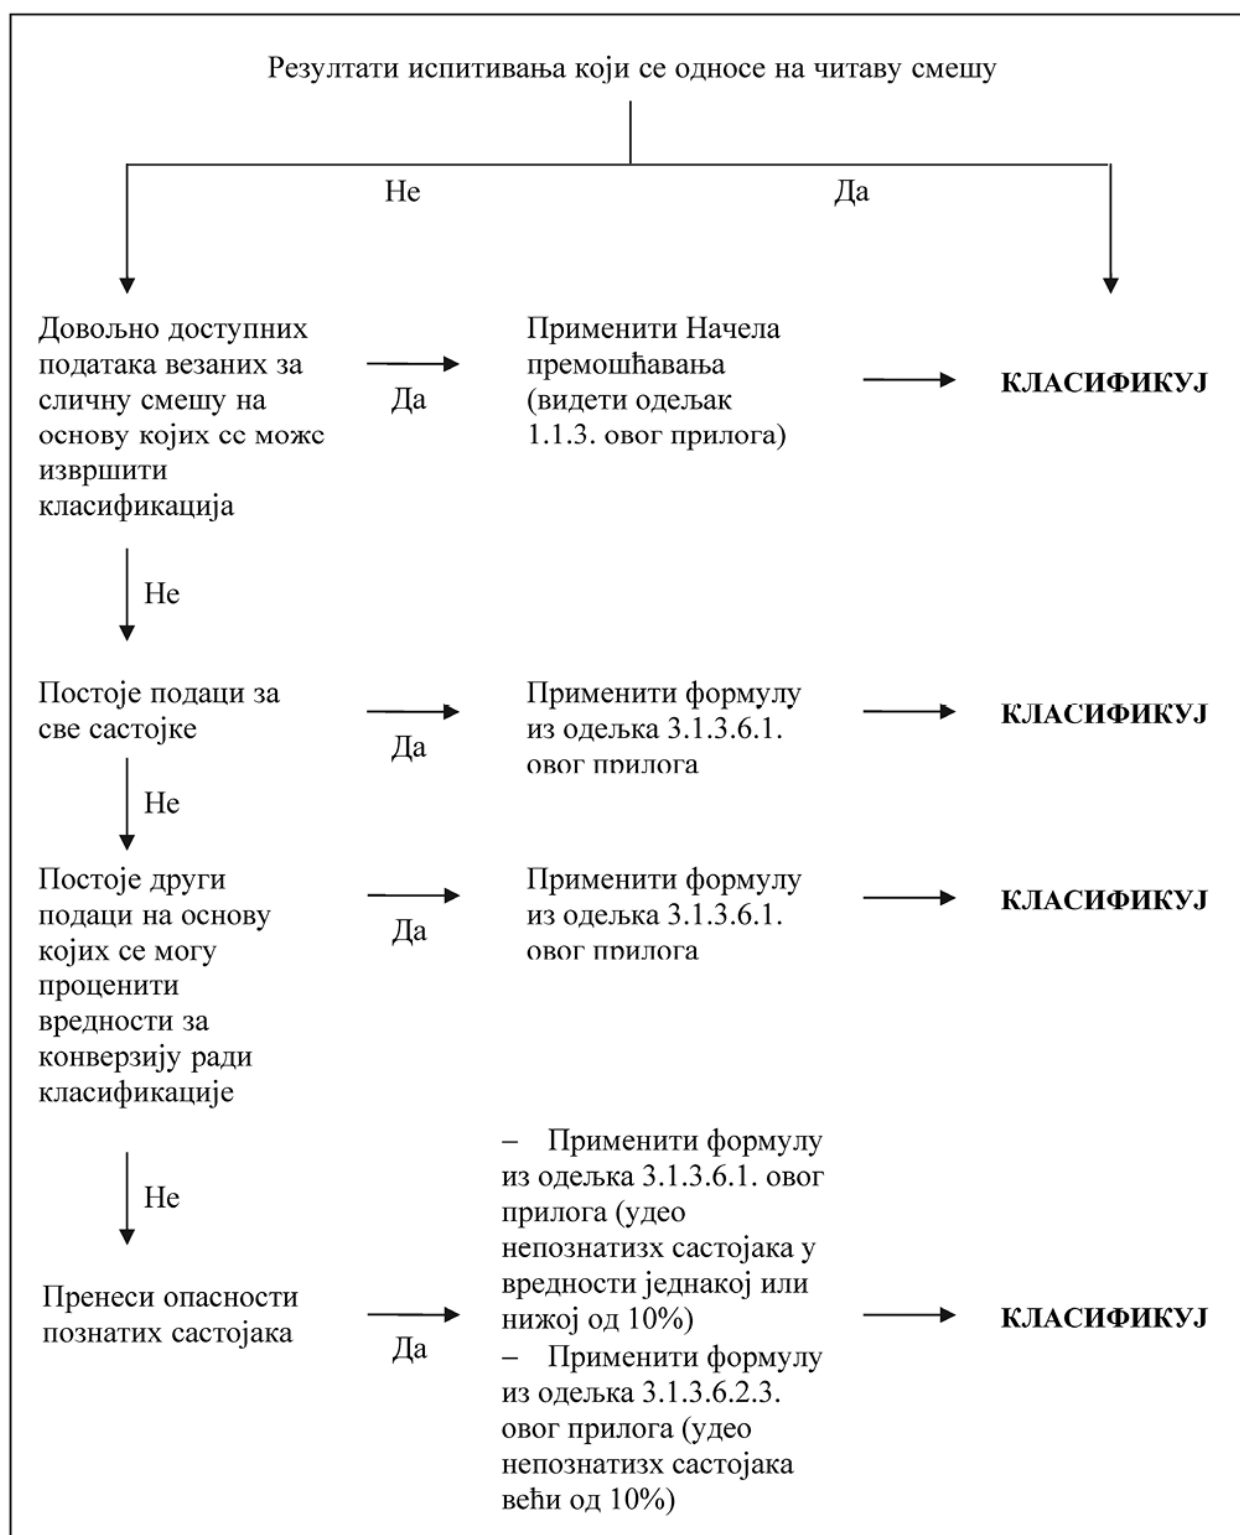 Резултати испитивања који се односе на читаву смешу
Не
Да
Довољно доступних
података везаних за
сличну смешу на
основу којих се може
извршити
класификација
Да
Применити Начела
премошћавања
(видети одељак
1.1.3. овог прилога)
КЛАСИФИКУЈ
Не
Постоје подаци за
све састојке
Да
Применити формулу
из одељка 3.1.3.6.1.
овог прилога
КЛАСИФИКУЈ
Не
Постоје други
подаци на основу
којих се могу
проценити
вредности за
конверзију ради
класификације
Да
Применити формулу
из одељка 3.1.3.6.1.
овог прилога
КЛАСИФИКУЈ
Не
Пренеси опасности
познатих састојака
Да
– Применити формулу
из одељка 3.1.3.6.1. овог
прилога (удео
непознатизх састојака у
вредности једнакој или
нижој од 10%)
– Применити формулу
из одељка 3.1.3.6.2.3.
овог прилога (удео
непознатизх састојака
већи од 10%)
КЛАСИФИКУЈ